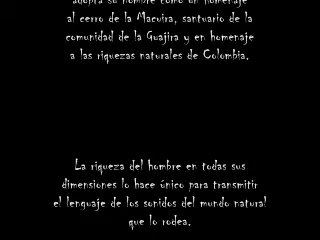 adopta su nombre como un homenaje
al cerro de la Macuira, santuario de la
comunidad de la Guajira y en homenaje
a las riquezas naturales de Colombia.
La riqueza del hombre en todas sus
dimensiones lo hace único para transmitir
el lenguaje de los sonidos del mundo natural
que lo rodea.